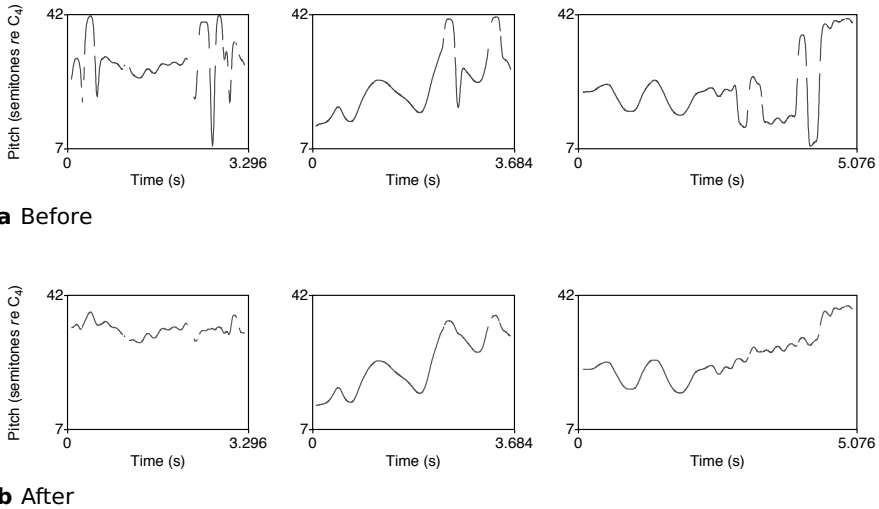 Pitch (semitones re C4)
42
7
0
3.296
Time (s)
0
3.684
Time (s)
42
7
0
5.076
Time (s)
a Before
Pitch (semitones re C4)
42
7
0
3.296
Time (s)
42
7
0
3.684
Time (s)
42
7
0
5.076
Time (s)
b After